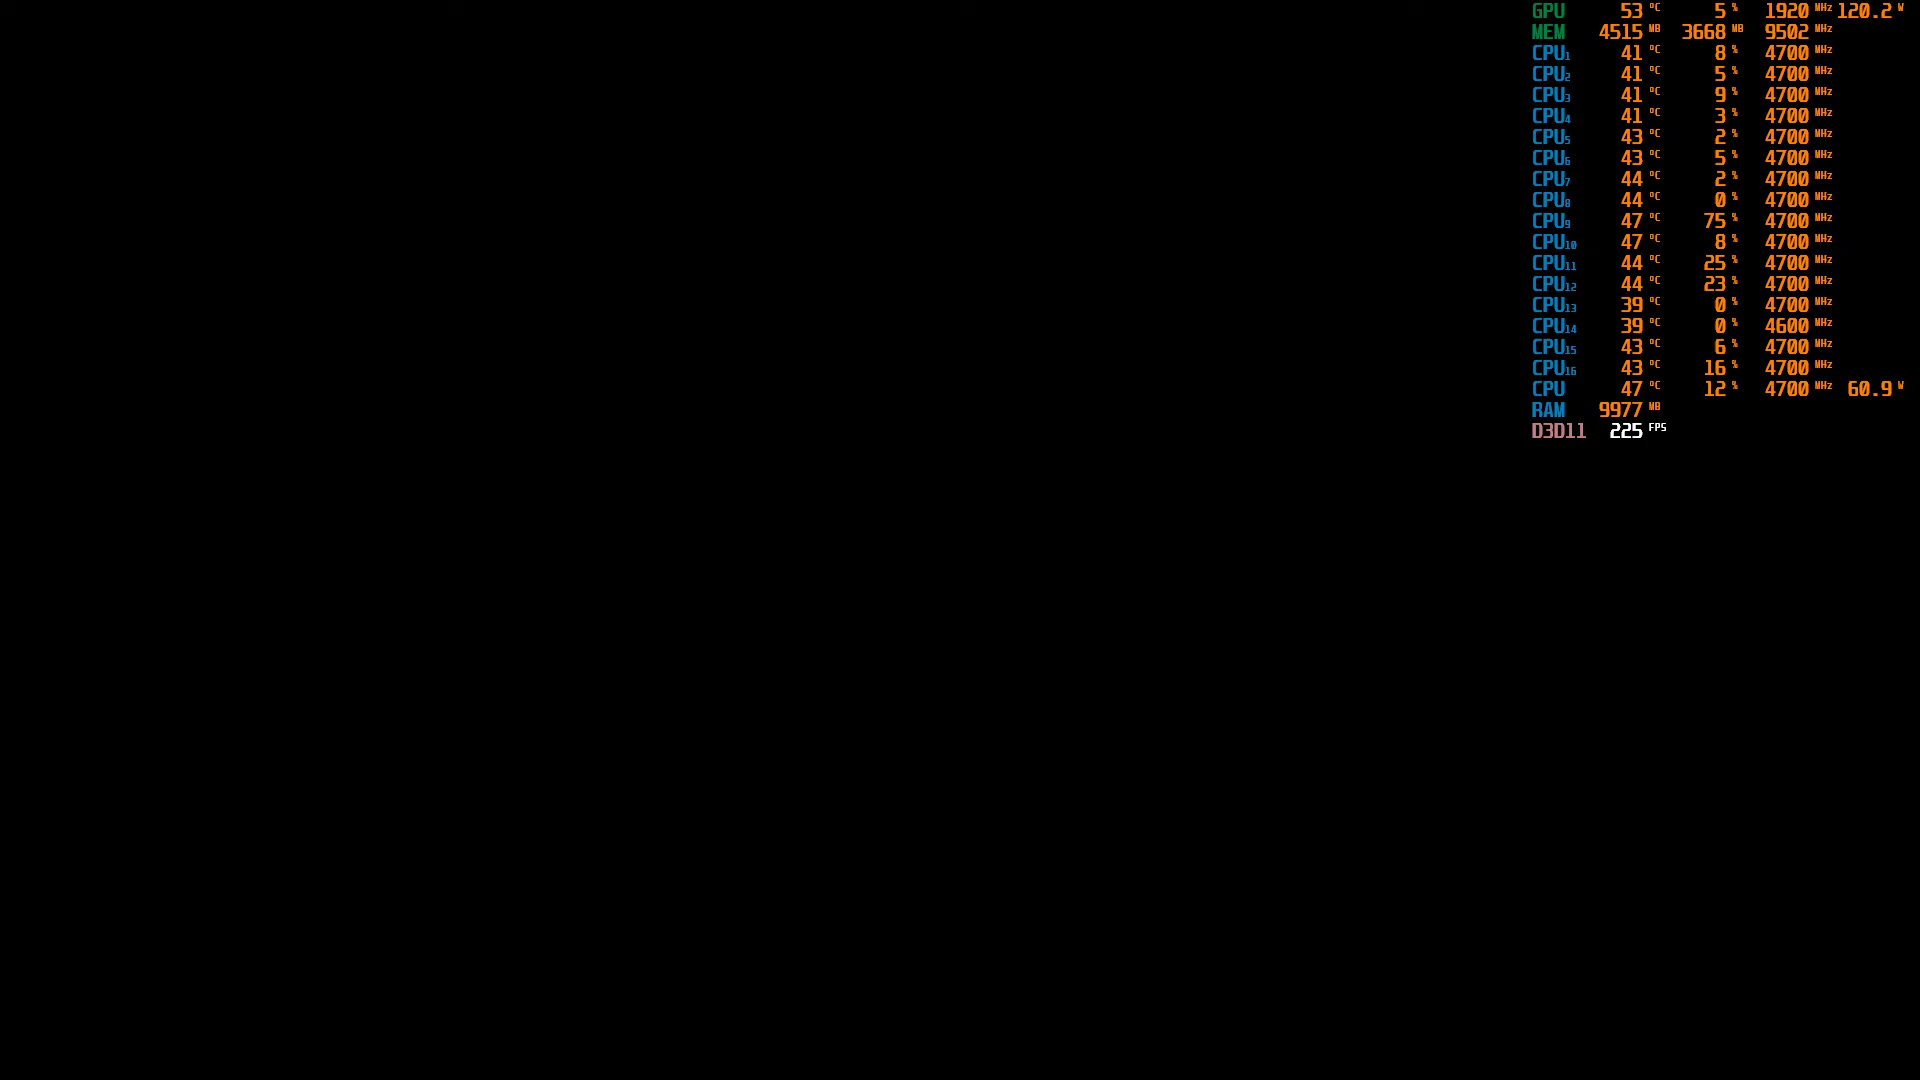 GPU 53 °C 5 % 1920 MHz 120.2 W
MEM 4515 MB 3668 MB 9502 MHz
CPU1 41 °C 8 % 4700 MHz
CPU2 41 °C 5 % 4700 MHz
CPU3 41 °C 9 % 4700 MHz
CPU4 41 °C 3 % 4700 MHz
CPU5 43 °C 2 % 4700 MHz
CPU6 43 °C 5 % 4700 MHz
CPU7 44 °C 2 % 4700 MHz
CPU8 44 °C 0 % 4700 MHz
CPU9 47 °C 75 % 4700 MHz
CPU10 47 °C 8 % 4700 MHz
CPU11 44 °C 25 % 4700 MHz
CPU12 44 °C 23 % 4700 MHz
CPU13 39 °C 0 % 4700 MHz
CPU14 39 °C 0 % 4600 MHz
CPU15 43 °C 6 % 4700 MHz
CPU16 43 °C 16 % 4700 MHz
CPU 47 °C 12 % 4700 MHz 60.9 W
RAM 9977 MB
D3D11 225 FPS